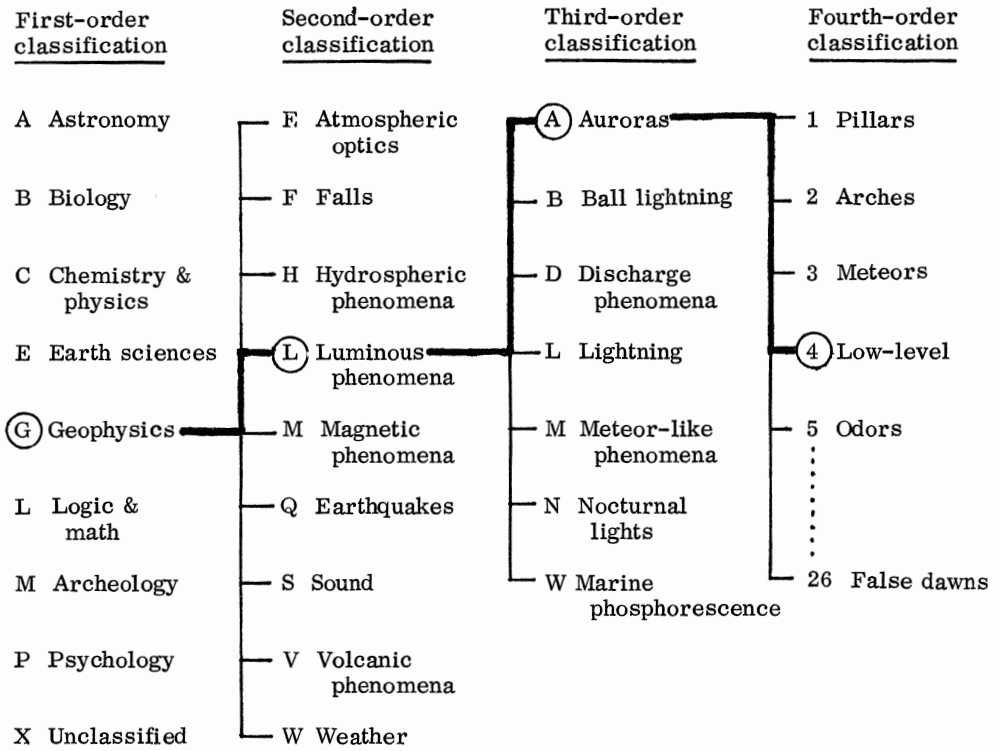 First-order
classification
A Astronomy
B Biology
C Chemistry &
physics
E Earth sciences
G Geophysics
L Logic &
math
M Archeology
P Psychology
X Unclassified
Second-order
classification
E Atmospheric
optics
F Falls
H Hydrospheric
phenomena
L Luminous
phenomena
M Magnetic
phenomena
Q Earthquakes
S Sound
V Volcanic
phenomena
W Weather
Third-order
classification
A Auroras
B Ball lightning
D Discharge
phenomena
L Lightning
M Meteor-like
phenomena
N Nocturnal
lights
W Marine
phosphorescence
Fourth-order
classification
1 Pillars
2 Arches
3 Meteors
4 Low-level
5 Odors
26 False dawns